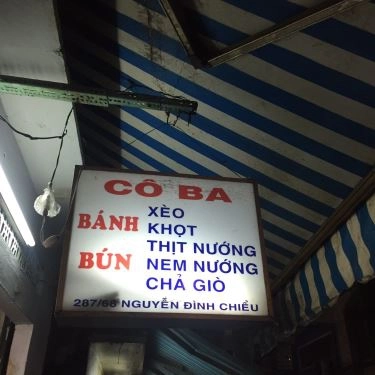 CÔ BA
BÁNH XÈO
KHỌT
BÚN THỊT NƯỚNG
NEM NƯỚNG
CHẢ GIÒ
287/68 NGUYỄN ĐÌNH CHIỂU